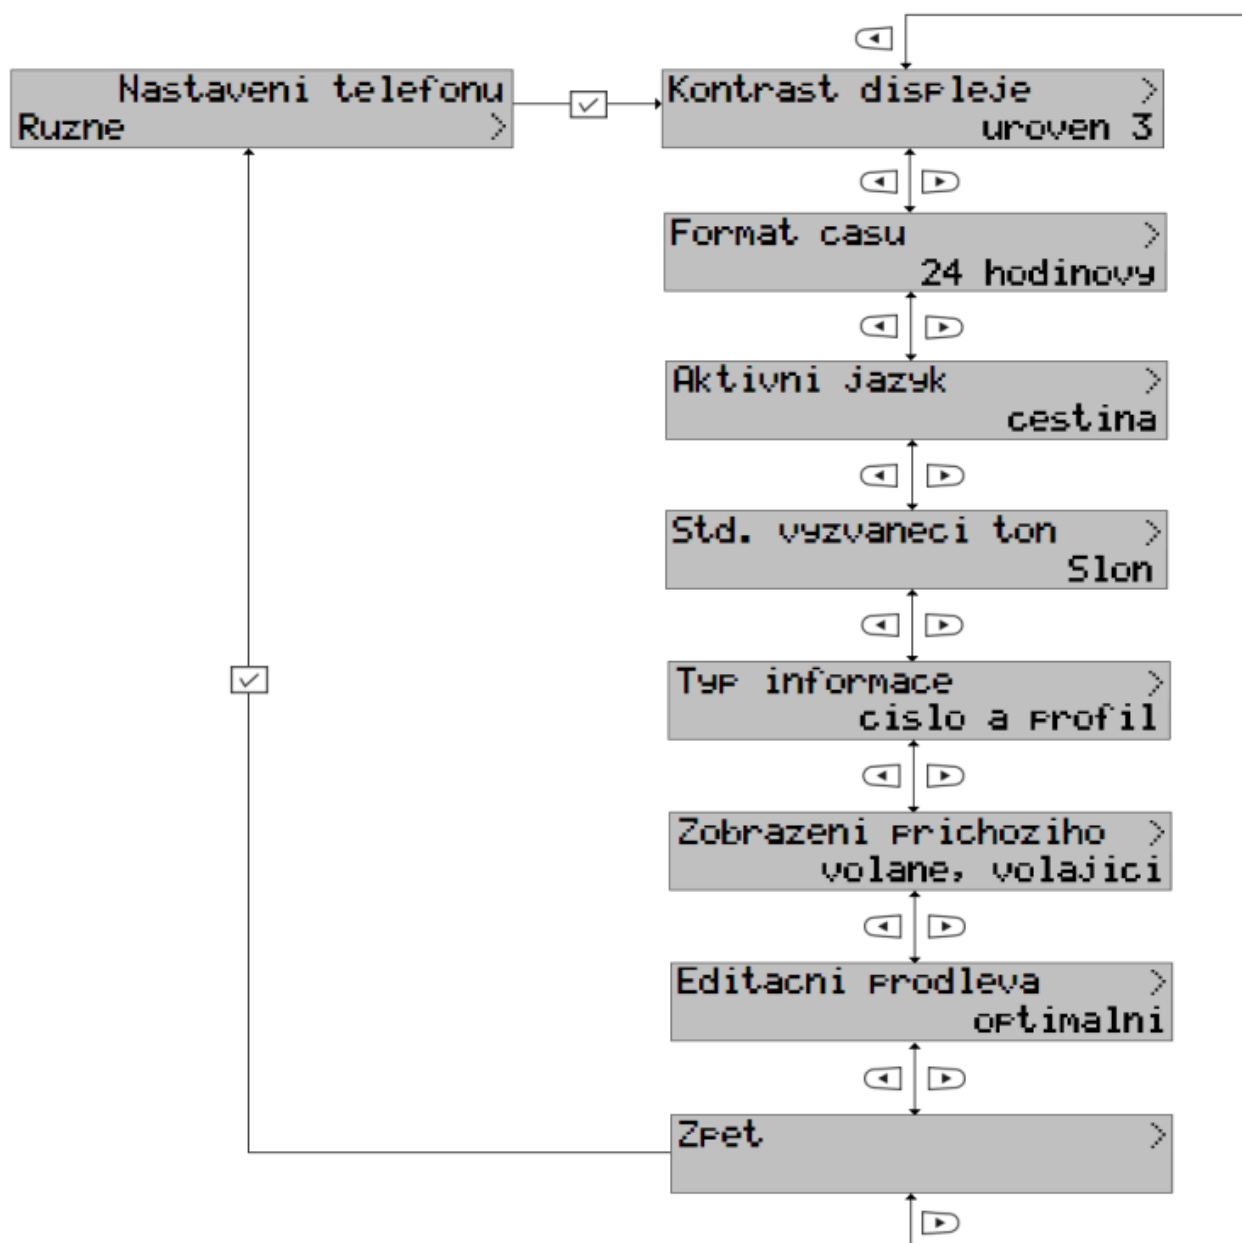 Nastaveni telefonu
Ruzne >
Kontrast displeje >
uroven 3
Format casu >
24 hodinovy
Aktivni jazyk >
cestina
Std. vyzvaneci ton >
Slon
Typ informace >
cislo a profil
Zobrazeni prichoziho >
volane, volajici
Editacni prodleva >
optimalni
Zpet >